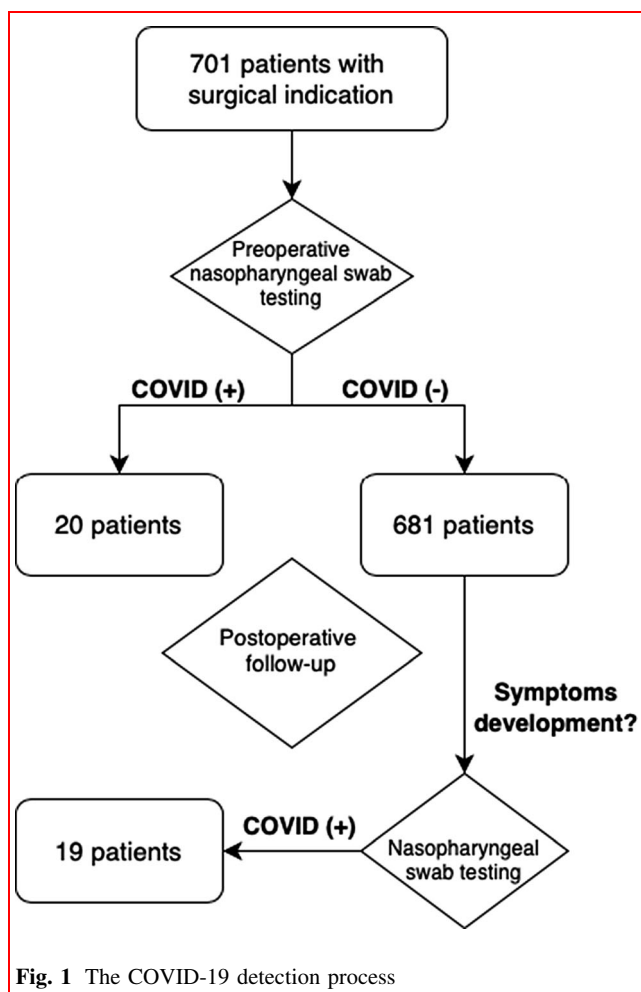 701 patients with
surgical indication
Preoperative
nasopharyngeal swab
testing
COVID (+)
COVID (-)
20 patients
681 patients
Postoperative
follow-up
Symptoms
development?
19 patients
COVID (+)
Nasopharyngeal
swab testing
Fig. 1 The COVID-19 detection process